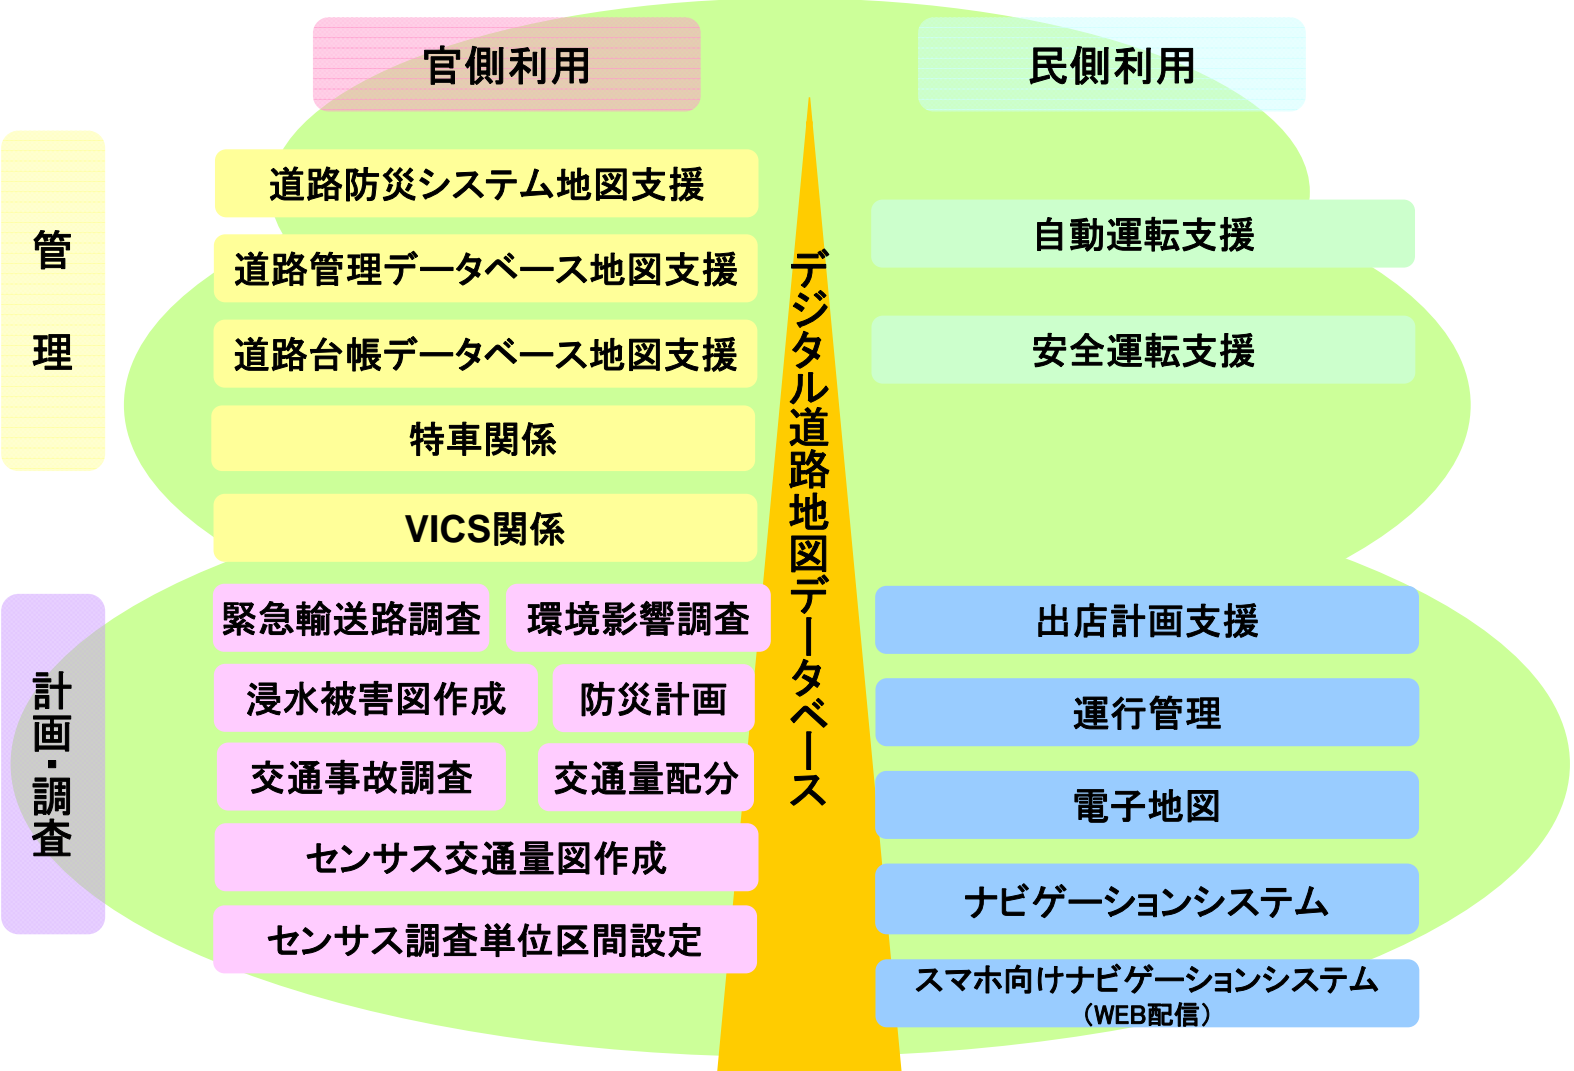 官側利用
民側利用
管理
道路防災システム地図支援
道路管理データベース地図支援
道路台帳データベース地図支援
特車関係
VICS関係
デジタル道路地図データベース
自動運転支援
安全運転支援
計画・調査
緊急輸送路調査
環境影響調査
浸水被害図作成
防災計画
交通事故調査
交通量配分
センサス交通量図作成
センサス調査単位区間設定
出店計画支援
運行管理
電子地図
ナビゲーションシステム
スマホ向けナビゲーションシステム
（WEB配信）